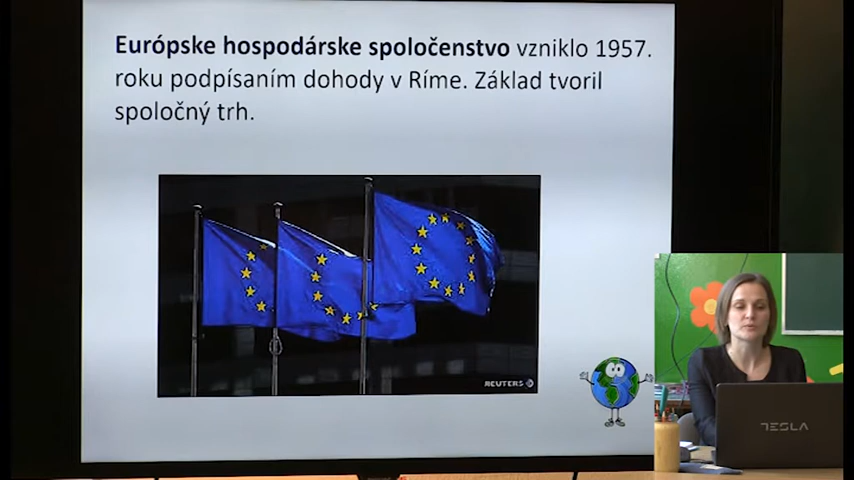 Európske hospodárske spoločenstvo vzniklo 1957.
roku podpísaním dohody v Ríme. Základ tvoril
spoločný trh.
REUTERS
TESLA